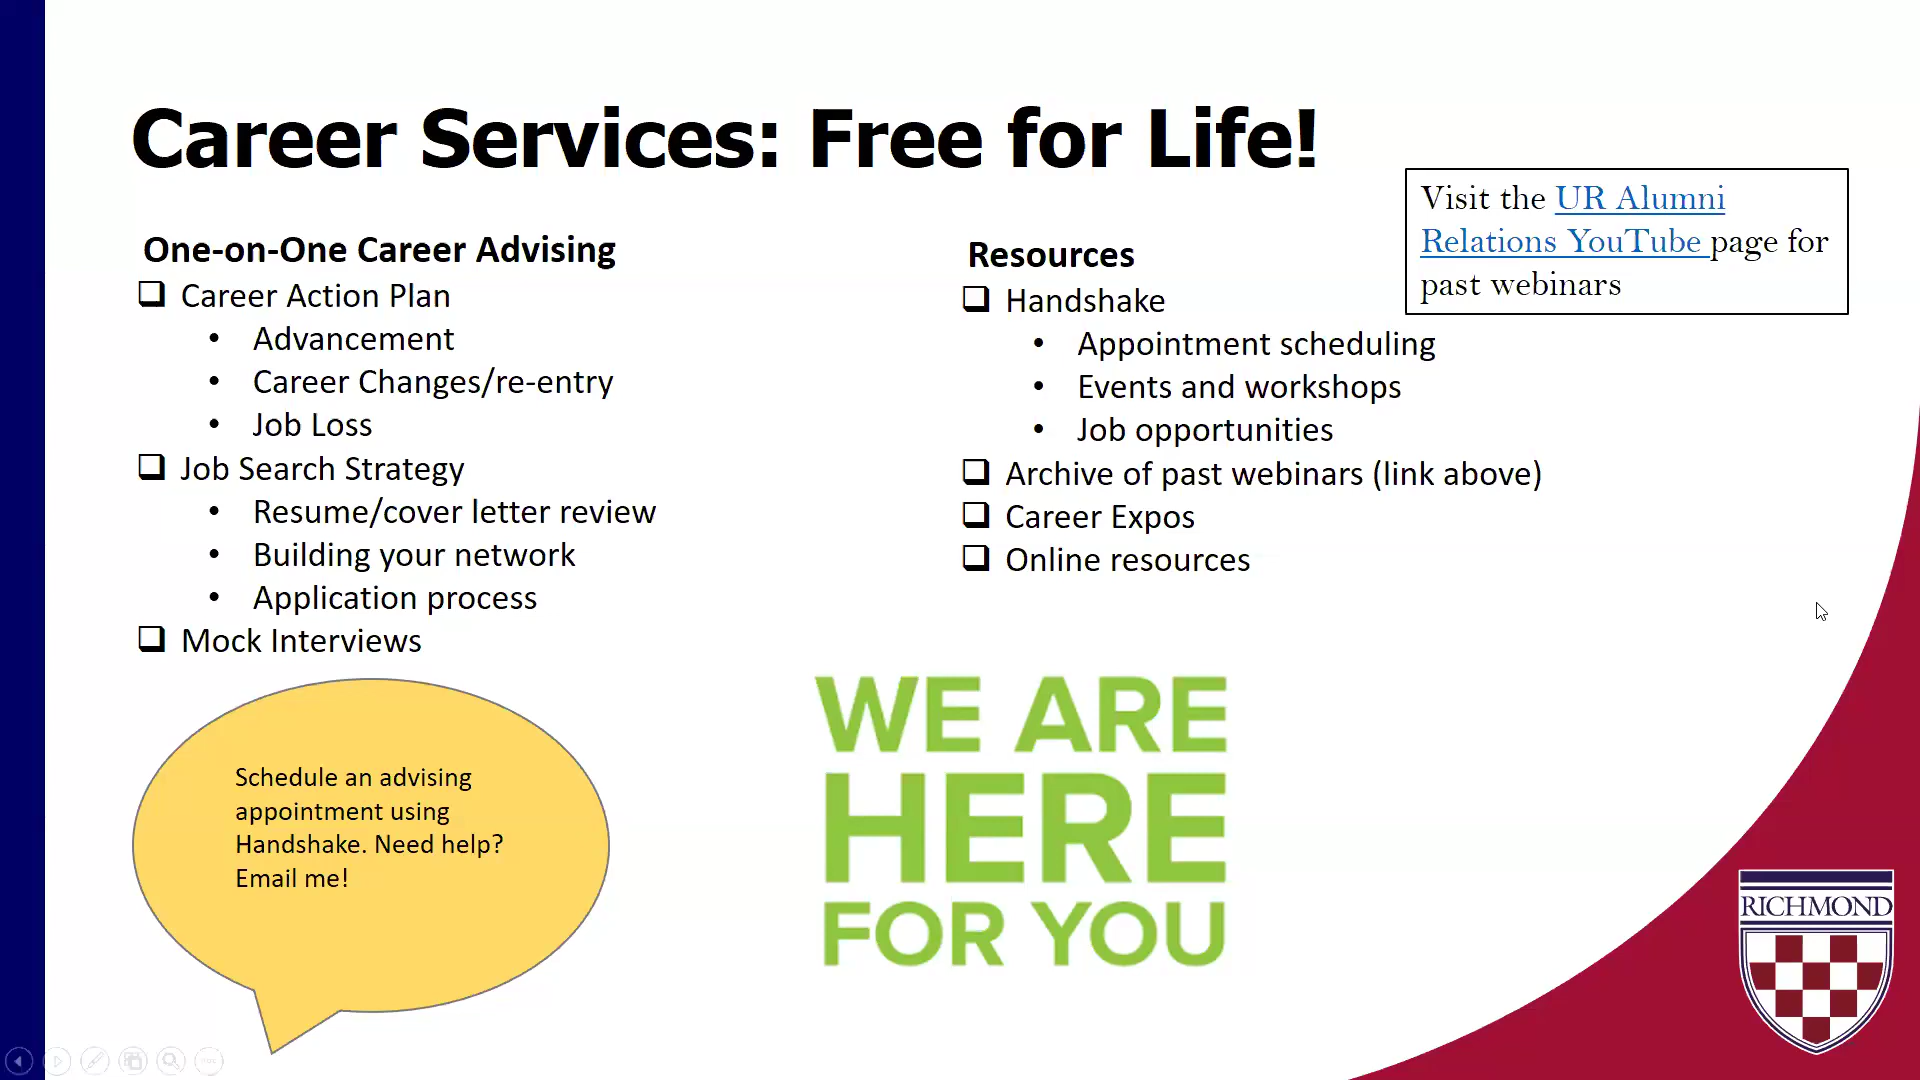 Career Services: Free for Life!
Visit the UR Alumni
Relations YouTube page for
past webinars
One-on-One Career Advising
❑ Career Action Plan
• Advancement
• Career Changes/re-entry
• Job Loss
❑ Job Search Strategy
• Resume/cover letter review
• Building your network
• Application process
❑ Mock Interviews
Resources
❑ Handshake
• Appointment scheduling
• Events and workshops
• Job opportunities
❑ Archive of past webinars (link above)
❑ Career Expos
❑ Online resources
Schedule an advising
appointment using
Handshake. Need help?
Email me!
WE ARE
HERE
FOR YOU
RICHMOND